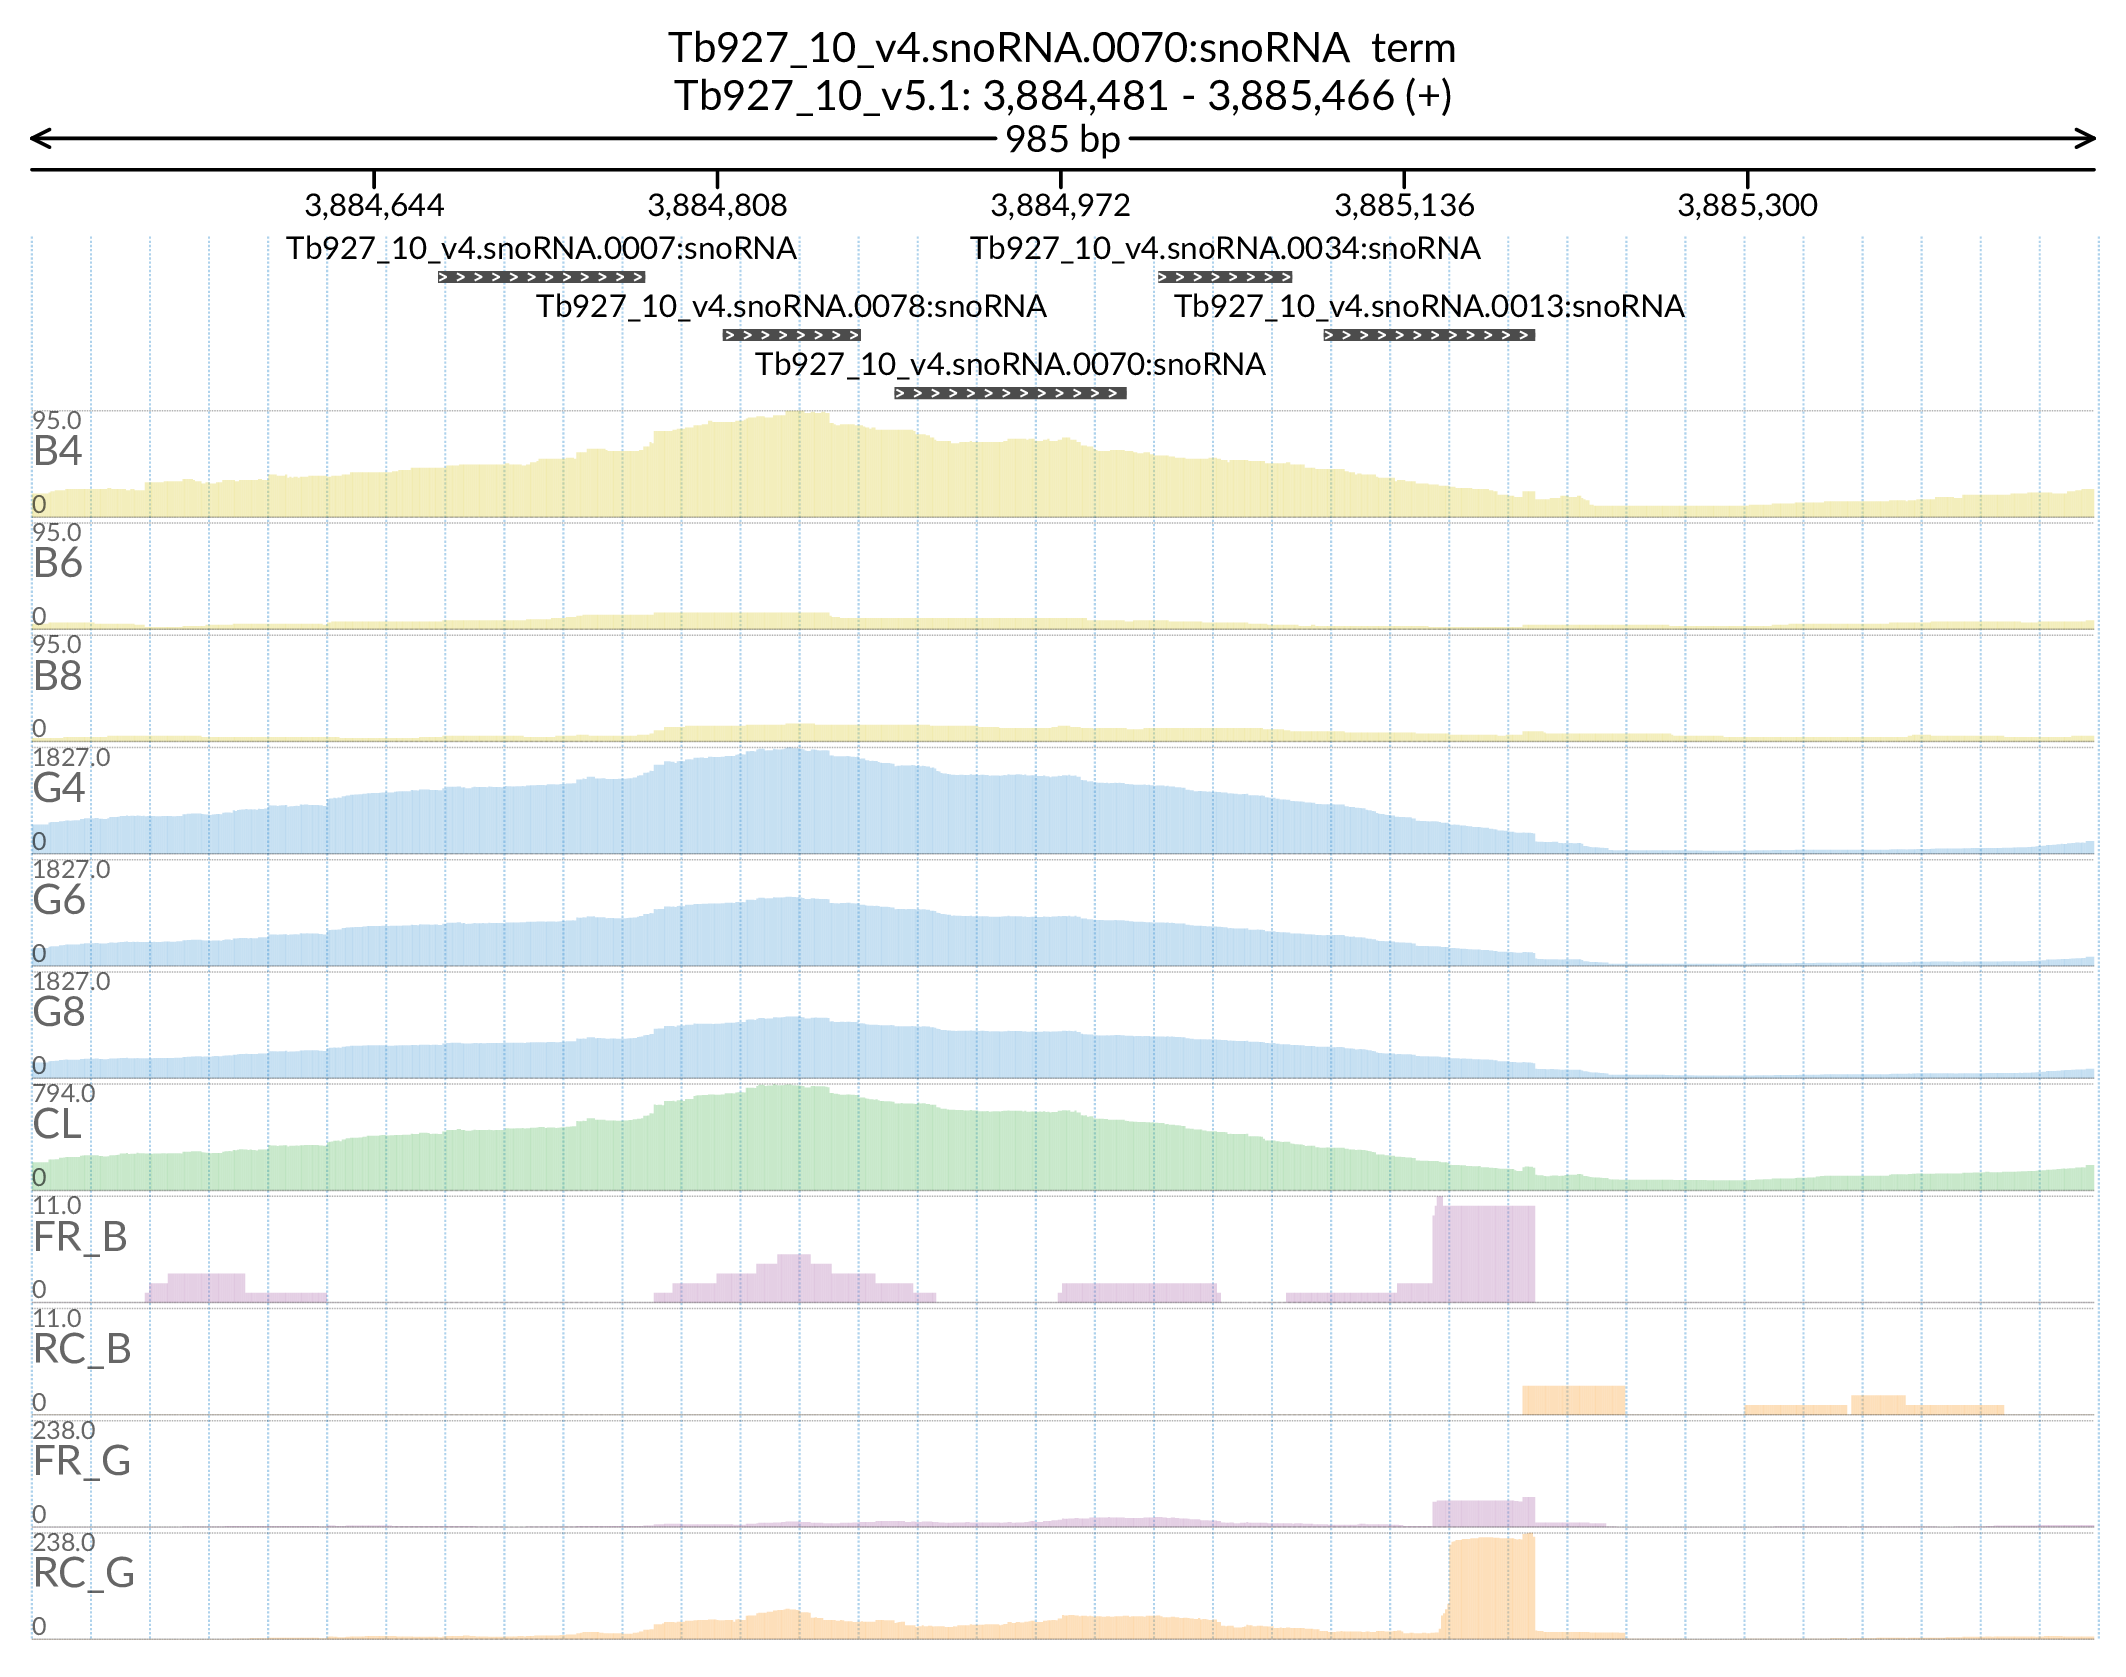 Tb927_10_v4.snoRNA.0070:snoRNA  term
Tb927_10_v5.1: 3,884,481 - 3,885,466 (+)
985 bp
3,884,644 3,884,808 3,884,972 3,885,136 3,885,300
Tb927_10_v4.snoRNA.0007:snoRNA Tb927_10_v4.snoRNA.0034:snoRNA
Tb927_10_v4.snoRNA.0078:snoRNA Tb927_10_v4.snoRNA.0013:snoRNA
Tb927_10_v4.snoRNA.0070:snoRNA
95.0
B4
0
95.0
B6
0
95.0
B8
0
1827.0
G4
0
1827.0
G6
0
1827.0
G8
0
794.0
CL
0
11.0
FR_B
0
11.0
RC_B
0
238.0
FR_G
0
238.0
RC_G
0